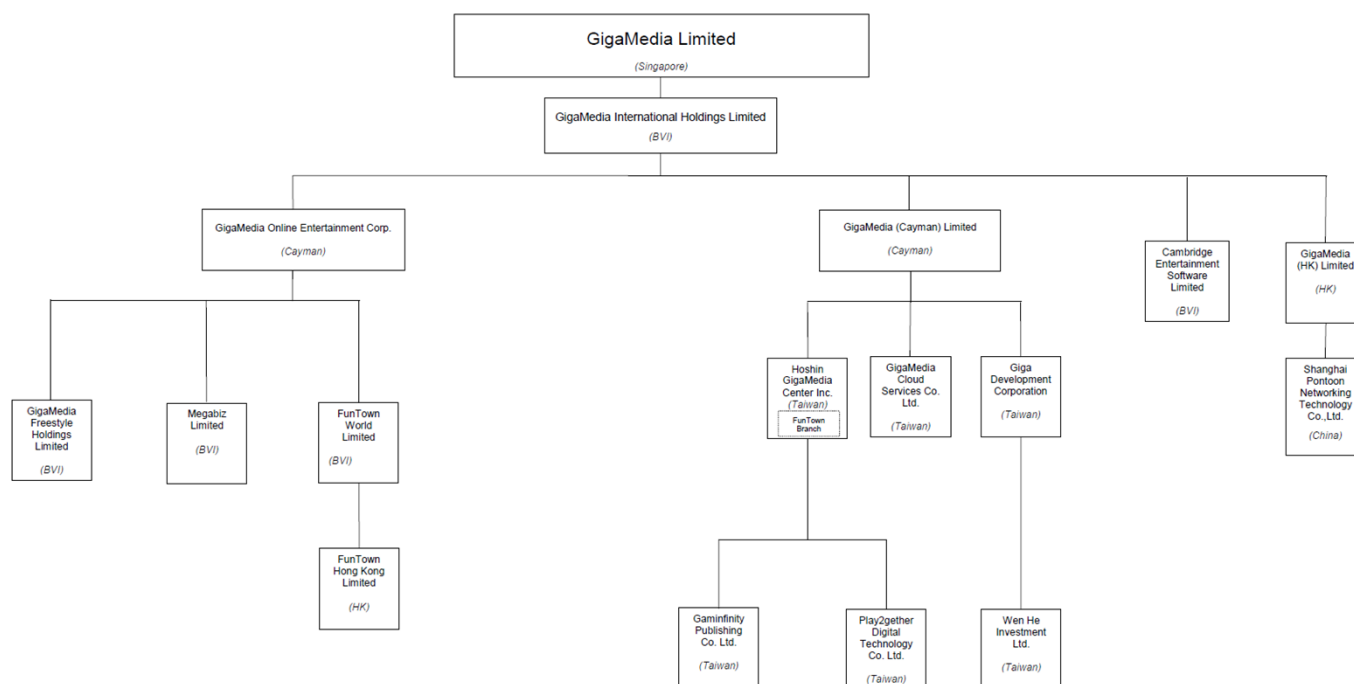 GigaMedia Limited
(Singapore)
GigaMedia International Holdings Limited
(BVI)
GigaMedia Online Entertainment Corp.
(Cayman)
GigaMedia (Cayman) Limited
(Cayman)
Cambridge
Entertainment
Software
Limited
(BVI)
GigaMedia
(HK) Limited
(HK)
GigaMedia
Freestyle
Holdings
Limited
(BVI)
Megabiz
Limited
(BVI)
FunTown
World
Limited
(BVI)
Hoshin
GigaMedia
Center Inc.
(Taiwan)
FunTown
Branch
GigaMedia
Cloud
Services Co.
Ltd.
(Taiwan)
Giga
Development
Corporation
(Taiwan)
Shanghai
Pontoon
Networking
Technology
Co.,Ltd.
(China)
FunTown
Hong Kong
Limited
(HK)
Gaminfinity
Publishing
Co. Ltd.
(Taiwan)
Play2gether
Digital
Technology
Co. Ltd.
(Taiwan)
Wen He
Investment
Ltd.
(Taiwan)